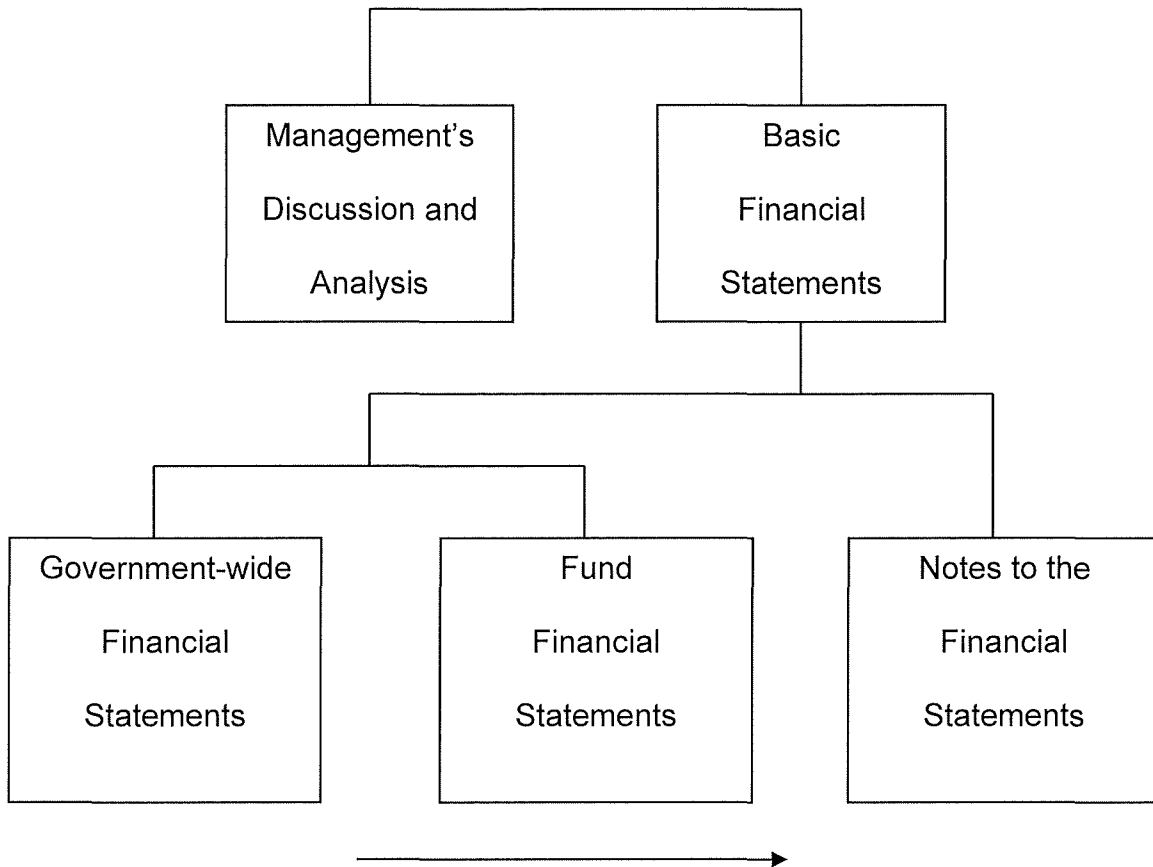 Management's
Discussion and
Analysis
Basic
Financial
Statements
Government-wide
Financial
Statements
Fund
Financial
Statements
Notes to the
Financial
Statements